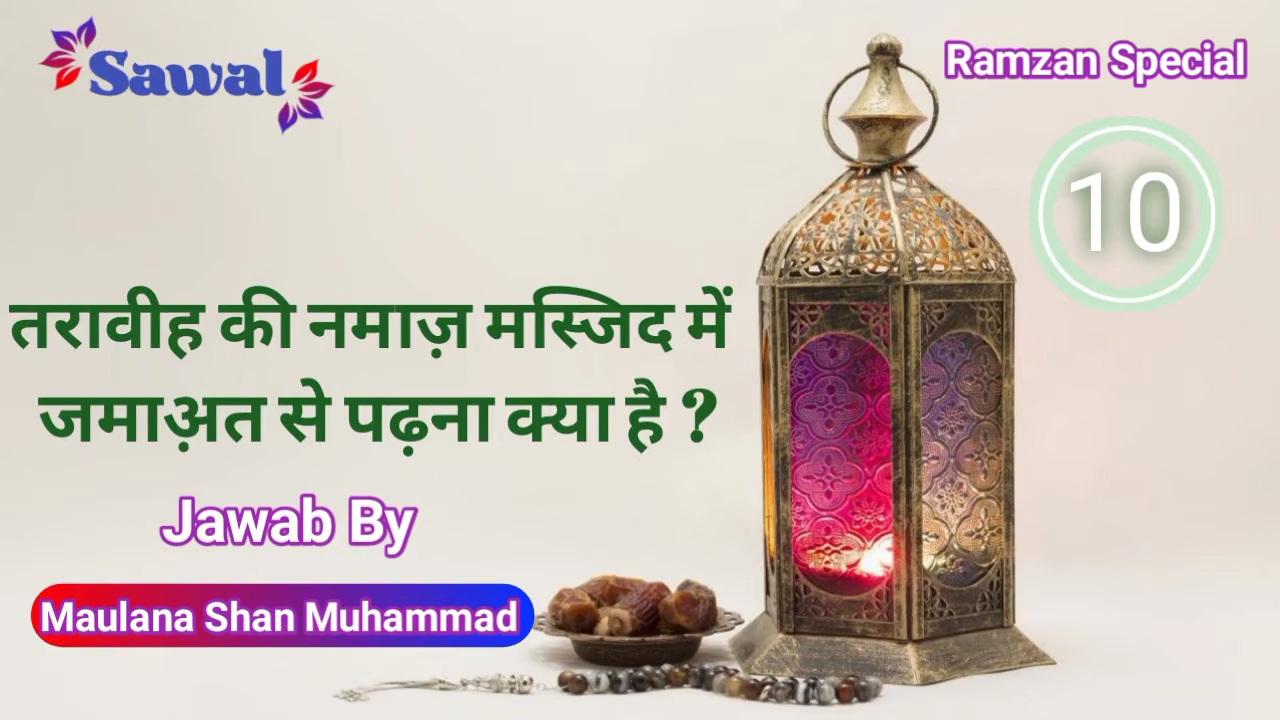 Sawal
Ramzan Special
10
तरावीह की नमाज़ मस्जिद में
जमाअ़त से पढ़ना क्या है ?
Jawab By
Maulana Shan Muhammad